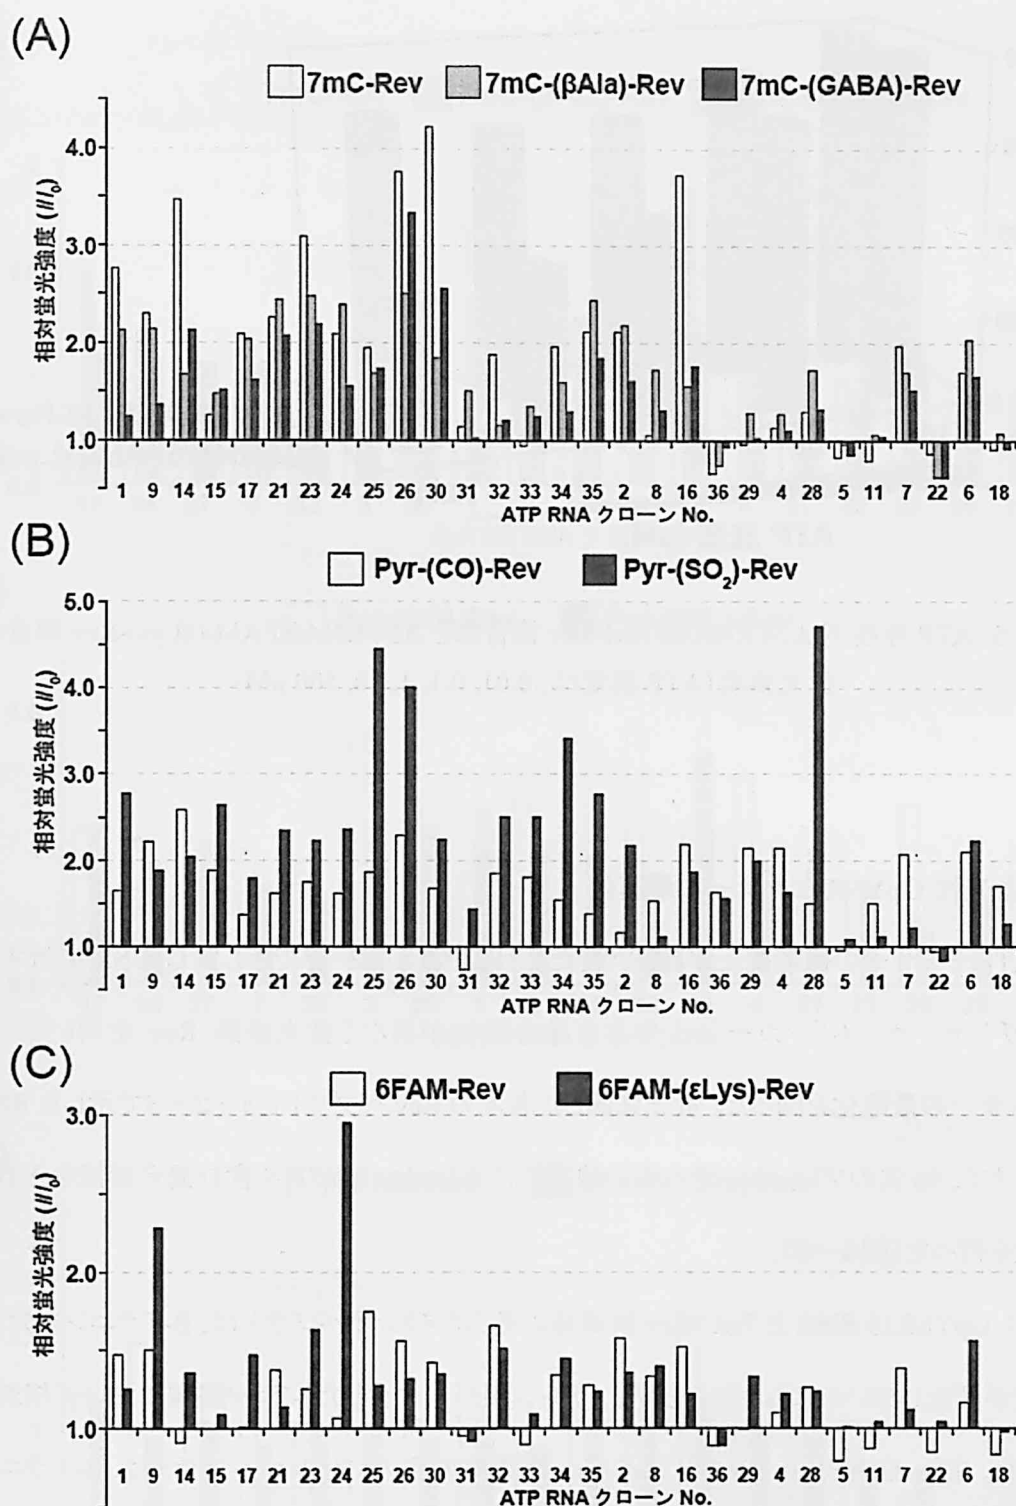 (A)
7mC-Rev 7mC-(βAla)-Rev 7mC-(GABA)-Rev
相対蛍光強度 (I/I0)
4.0
3.0
2.0
1.0
1 9 14 15 17 21 23 24 25 26 30 31 32 33 34 35 2 8 16 36 29 4 28 5 11 7 22 6 18
ATP RNA クローン No.
(B)
Pyr-(CO)-Rev Pyr-(SO2)-Rev
相対蛍光強度 (I/I0)
5.0
4.0
3.0
2.0
1.0
1 9 14 15 17 21 23 24 25 26 30 31 32 33 34 35 2 8 16 36 29 4 28 5 11 7 22 6 18
ATP RNA クローン No.
(C)
6FAM-Rev 6FAM-(εLys)-Rev
相対蛍光強度 (I/I0)
3.0
2.0
1.0
1 9 14 15 17 21 23 24 25 26 30 31 32 33 34 35 2 8 16 36 29 4 28 5 11 7 22 6 18
ATP RNA クローン No.